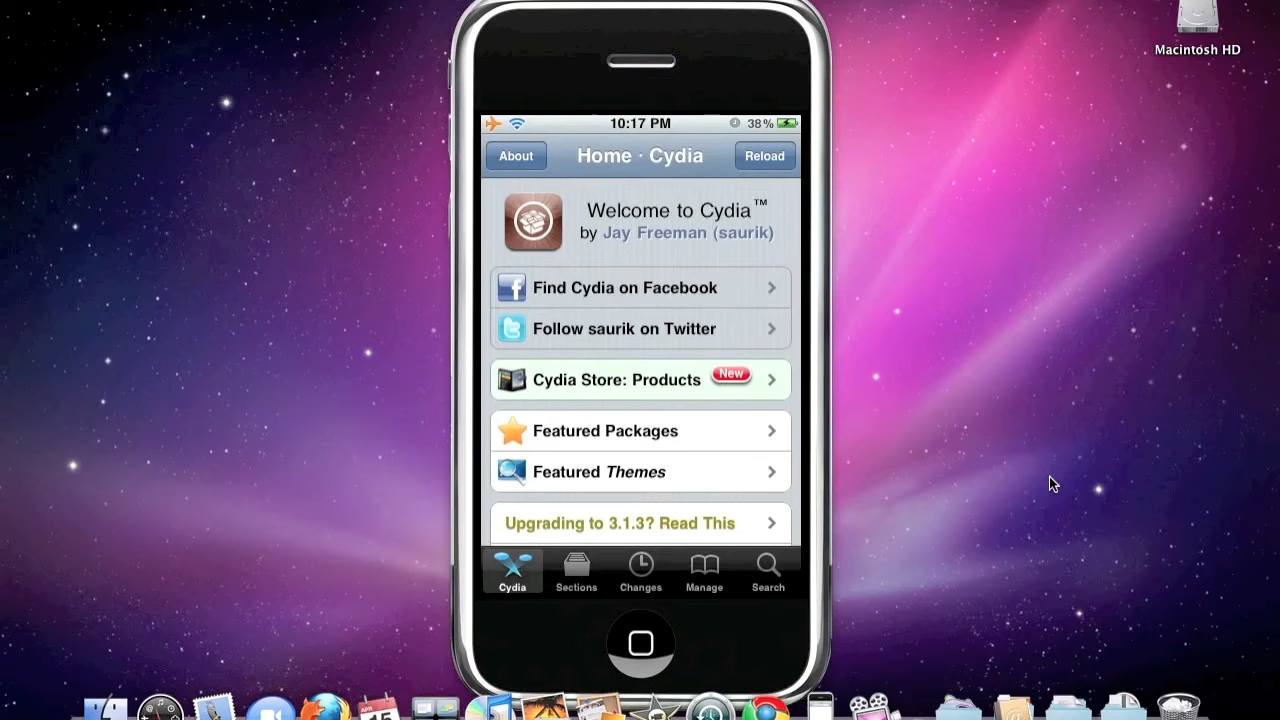 Macintosh HD
10:17 PM
38%
About
Home · Cydia
Reload
Welcome to Cydia™
by Jay Freeman (saurik)
Find Cydia on Facebook
Follow saurik on Twitter
Cydia Store: Products New
Featured Packages
Featured Themes
Upgrading to 3.1.3? Read This
Cydia
Sections
Changes
Manage
Search
APR
15